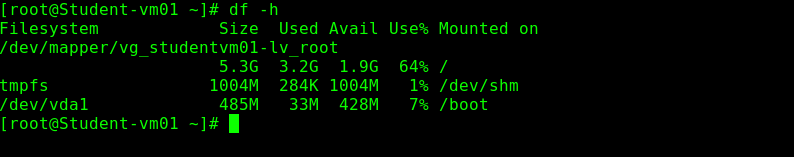 [root@Student-vm01 ~]# df -h
Filesystem            Size  Used Avail Use% Mounted on
/dev/mapper/vg_studentvm01-lv_root
                      5.3G  3.2G  1.9G  64% /
tmpfs                1004M  284K 1004M   1% /dev/shm
/dev/vda1             485M   33M  428M   7% /boot
[root@Student-vm01 ~]#